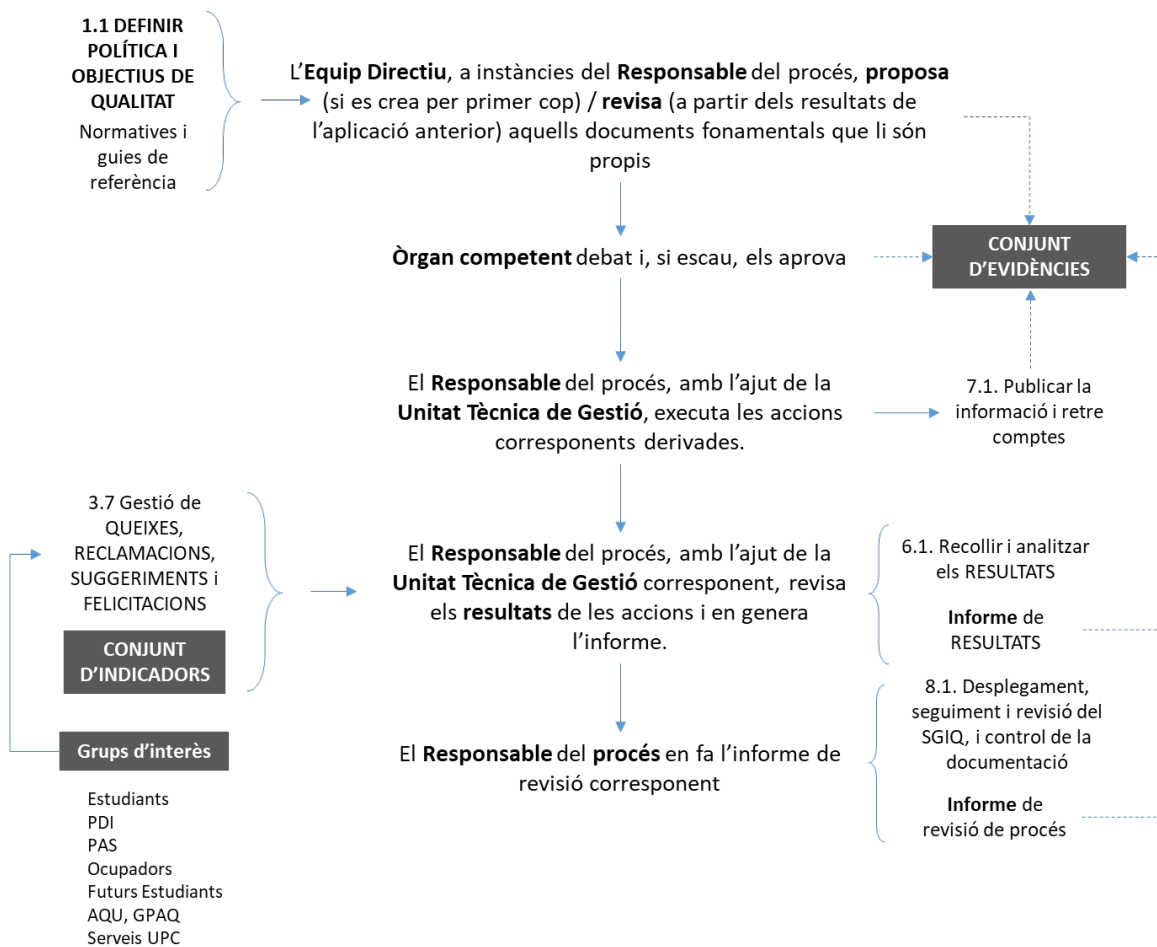 1.1 DEFINIR
POLÍTICA I
OBJECTIUS DE
QUALITAT
Normatives i
guies de
referència
L'Equip Directiu, a instàncies del Responsable del procés, proposa
(si es crea per primer cop) / revisa (a partir dels resultats de
l'aplicació anterior) aquells documents fonamentals que li són
propis
Òrgan competent debat i, si escau, els aprova
CONJUNT
D'EVIDÈNCIES
El Responsable del procés, amb l'ajut de la
Unitat Tècnica de Gestió, executa les accions
corresponents derivades.
7.1. Publicar la
informació i retre
comptes
3.7 Gestió de
QUEIXES,
RECLAMACIONS,
SUGGERIMENTS i
FELICITACIONS
CONJUNT
D'INDICADORS
El Responsable del procés, amb l'ajut de la
Unitat Tècnica de Gestió corresponent, revisa
els resultats de les accions i en genera
l'informe.
6.1. Recollir i analitzar
els RESULTATS
Informe de
RESULTATS
Grups d'interès
Estudiants
PDI
PAS
Ocupadors
Futurs Estudiants
AQU, GPAQ
Serveis UPC
El Responsable del procés en fa l'informe de
revisió corresponent
8.1. Desplegament,
seguiment i revisió del
SGIQ, i control de la
documentació
Informe de
revisió de procés